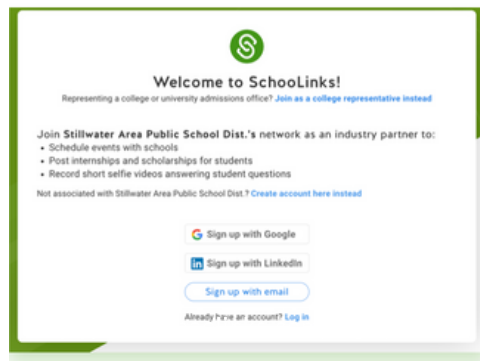 Welcome to SchooLinks!
Representing a college or university admissions office? Join as a college representative instead
Join Stillwater Area Public School Dist.'s network as an industry partner to:
• Schedule events with schools
• Post internships and scholarships for students
• Record short selfie videos answering student questions
Not associated with Stillwater Area Public School Dist.? Create account here instead
Sign up with Google
Sign up with LinkedIn
Sign up with email
Already have an account? Log in